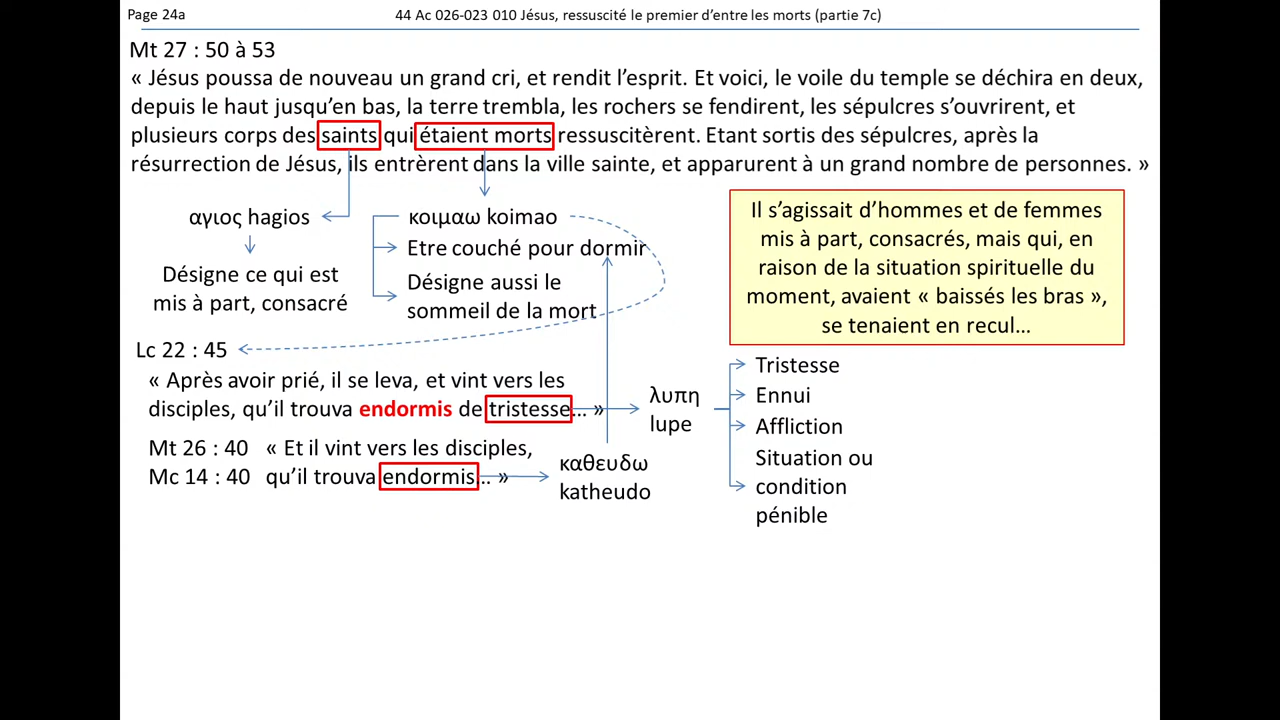 Page 24a
44 Ac 026-023 010 Jésus, ressuscité le premier d’entre les morts (partie 7c)
Mt 27 : 50 à 53
« Jésus poussa de nouveau un grand cri, et rendit l’esprit. Et voici, le voile du temple se déchira en deux,
depuis le haut jusqu’en bas, la terre trembla, les rochers se fendirent, les sépulcres s’ouvrirent, et
plusieurs corps des saints qui étaient morts ressuscitèrent. Etant sortis des sépulcres, après la
résurrection de Jésus, ils entrèrent dans la ville sainte, et apparurent à un grand nombre de personnes. »
αγιος hagios
Désigne ce qui est
mis à part, consacré
κοιμαω koimao
Etre couché pour dormir
Désigne aussi le
sommeil de la mort
Il s’agissait d’hommes et de femmes
mis à part, consacrés, mais qui, en
raison de la situation spirituelle du
moment, avaient « baissés les bras »,
se tenaient en recul…
Lc 22 : 45
« Après avoir prié, il se leva, et vint vers les
disciples, qu’il trouva endormis de tristesse… »
λυπη
lupe
Tristesse
Ennui
Affliction
Situation ou
condition
pénible
Mt 26 : 40 « Et il vint vers les disciples,
Mc 14 : 40 qu’il trouva endormis… »
καθευδω
katheudo